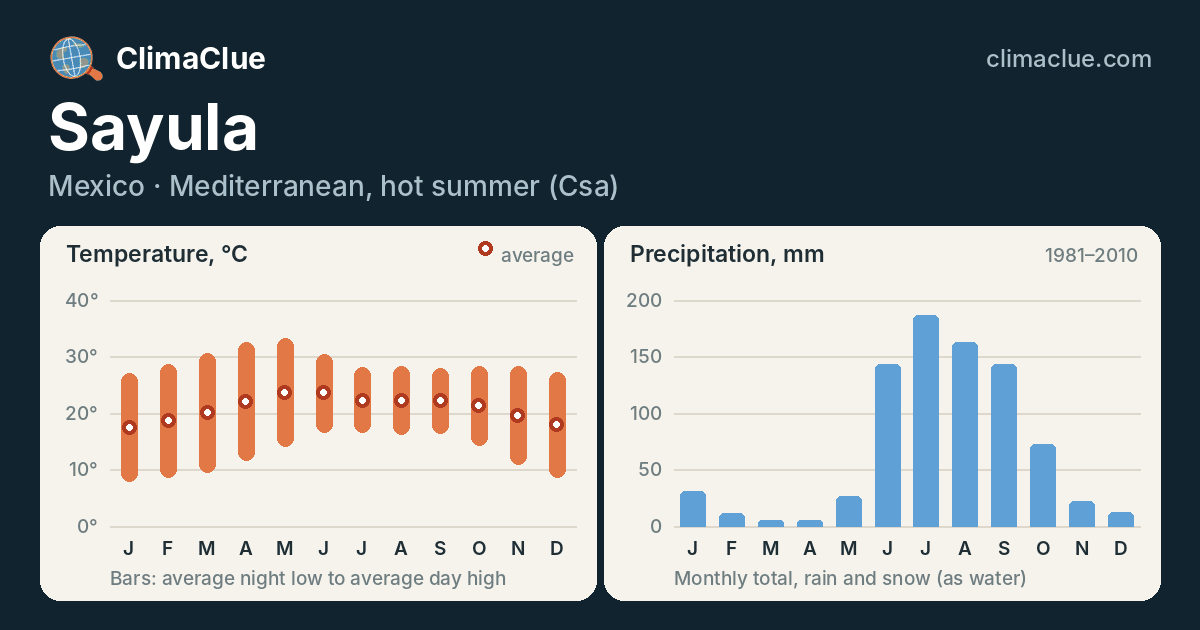 ClimaClue
climaclue.com
Sayula
Mexico · Mediterranean, hot summer (Csa)
Temperature, °C
average
40°
30°
20°
10°
0°
J F M A M J J A S O N D
Bars: average night low to average day high
Precipitation, mm
1981–2010
200
150
100
50
0
J F M A M J J A S O N D
Monthly total, rain and snow (as water)